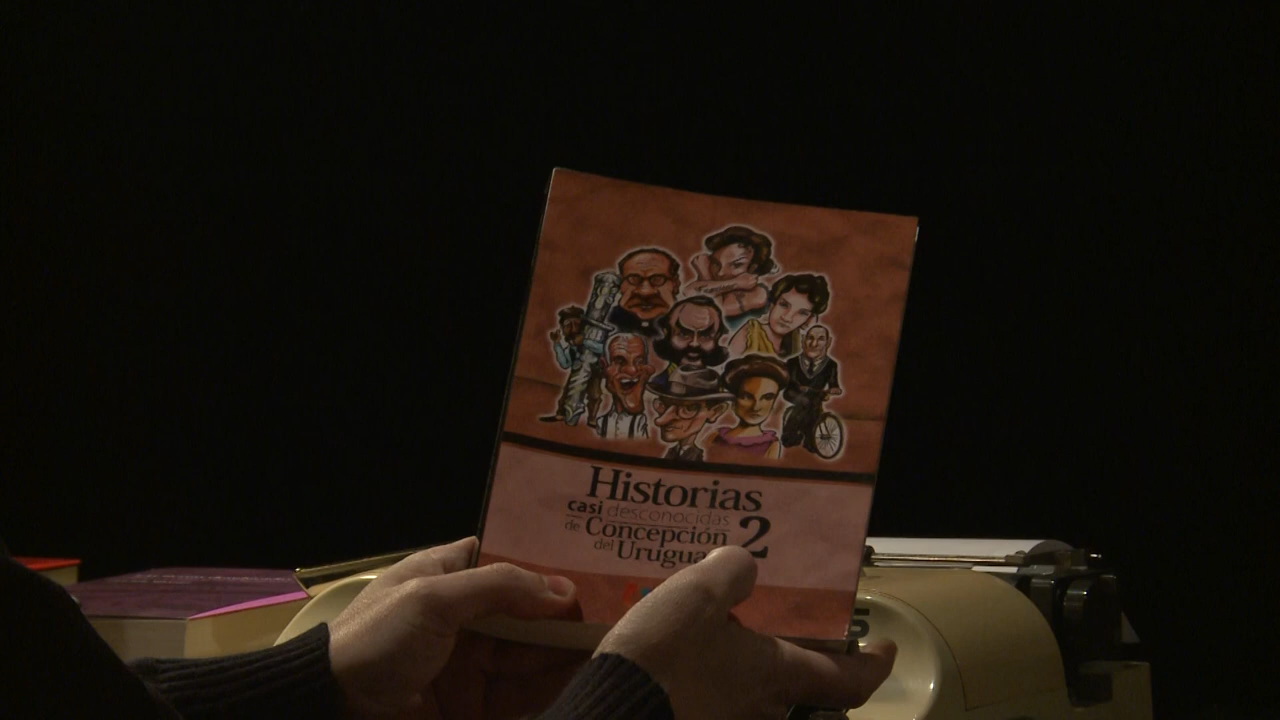 Historias
casi desconocidas
de Concepción 2
del Urugua